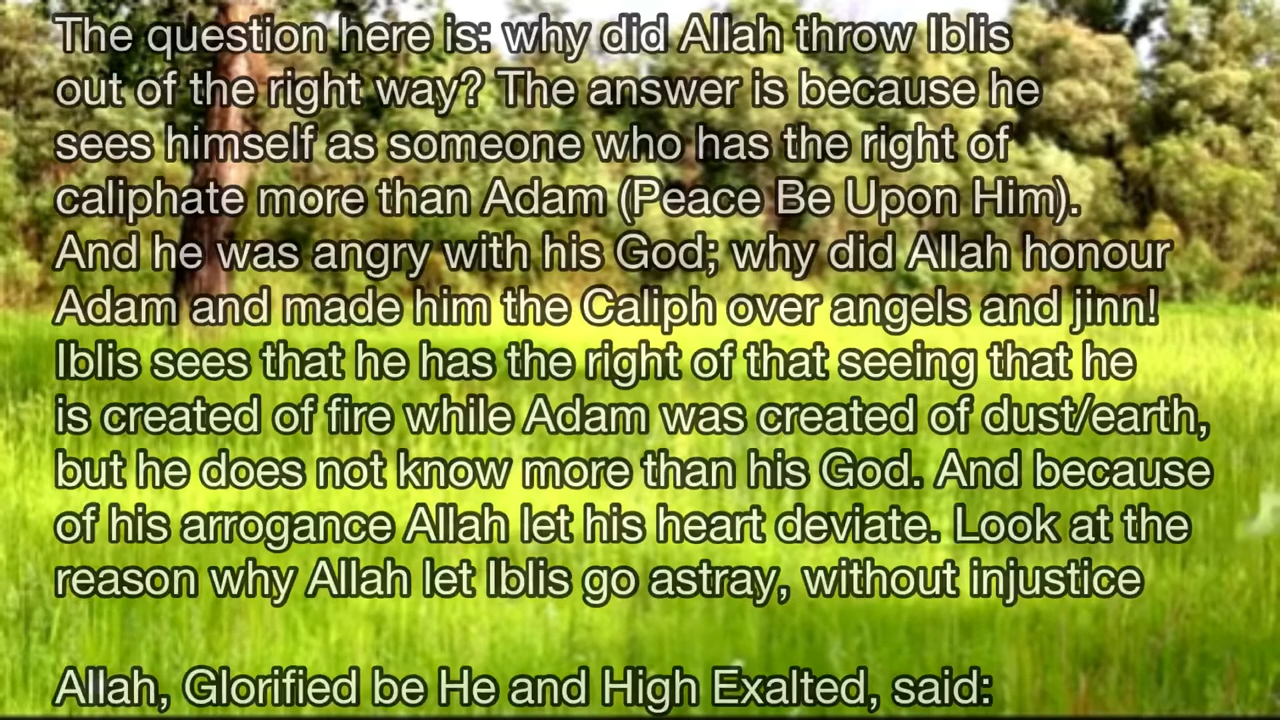 The question here is: why did Allah throw Iblis
out of the right way? The answer is because he
sees himself as someone who has the right of
caliphate more than Adam (Peace Be Upon Him).
And he was angry with his God; why did Allah honour
Adam and made him the Caliph over angels and jinn!
Iblis sees that he has the right of that seeing that he
is created of fire while Adam was created of dust/earth,
but he does not know more than his God. And because
of his arrogance Allah let his heart deviate. Look at the
reason why Allah let Iblis go astray, without injustice
Allah, Glorified be He and High Exalted, said: